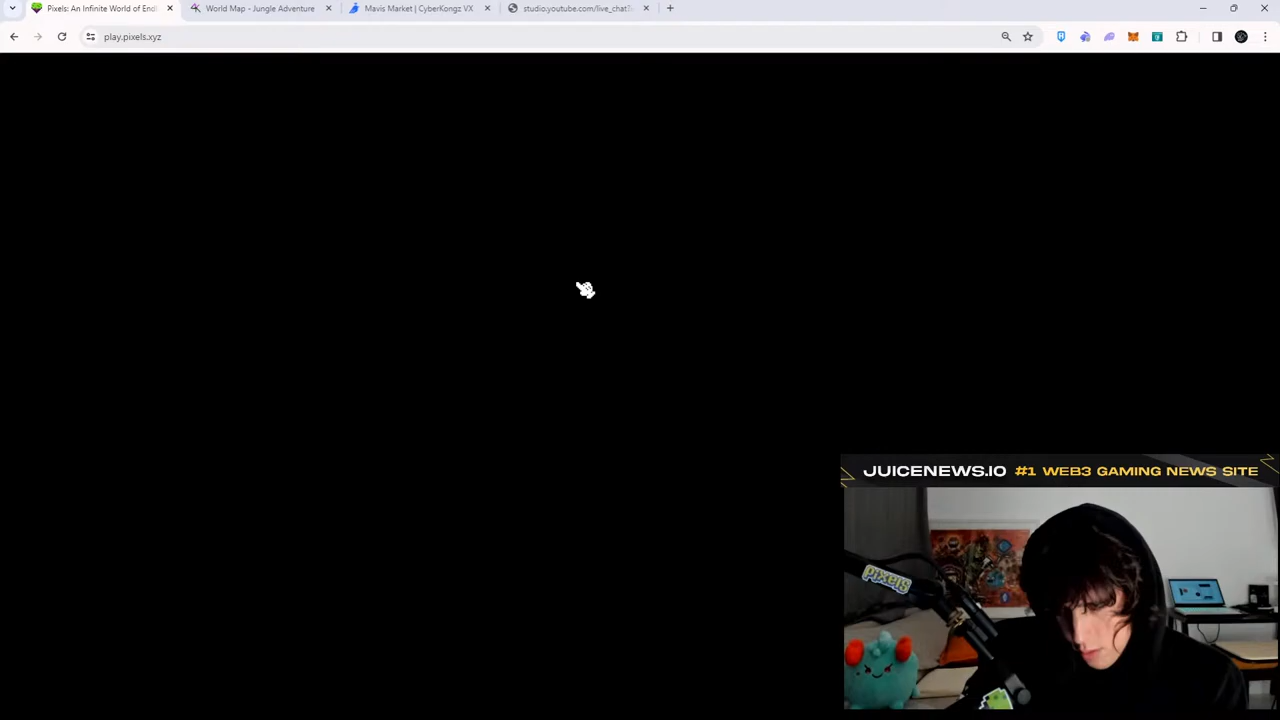 Pixels: An Infinite World of Endl
World Map - Jungle Adventure
Mavis Market | CyberKongz VX
studio.youtube.com/live_chat?
play.pixels.xyz
JUICENEWS.IO #1 WEB3 GAMING NEWS SITE
pixels